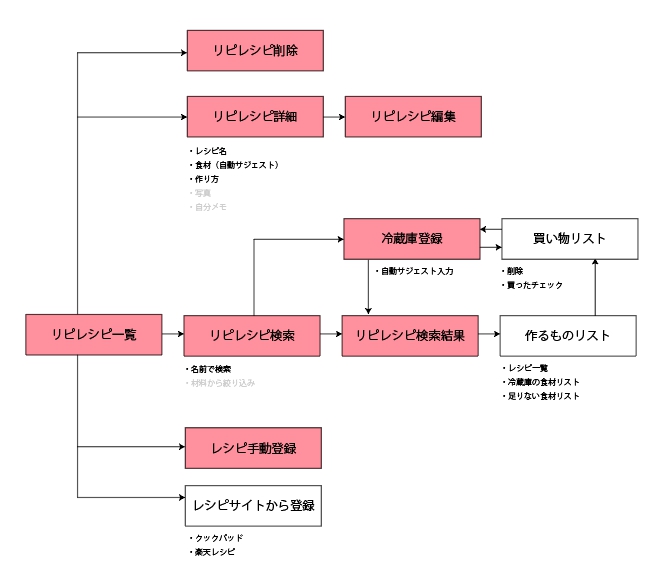 リピレシピ削除
リピレシピ詳細
リピレシピ編集
・レシピ名
・食材（自動サジェスト）
・作り方
・写真
・自分メモ
冷蔵庫登録
買い物リスト
・自動サジェスト入力
・削除
・買ったチェック
リピレシピ一覧
リピレシピ検索
リピレシピ検索結果
作るものリスト
・名前で検索
・材料から絞り込み
・レシピ一覧
・冷蔵庫の食材リスト
・足りない食材リスト
レシピ手動登録
レシピサイトから登録
・クックパッド
・楽天レシピ